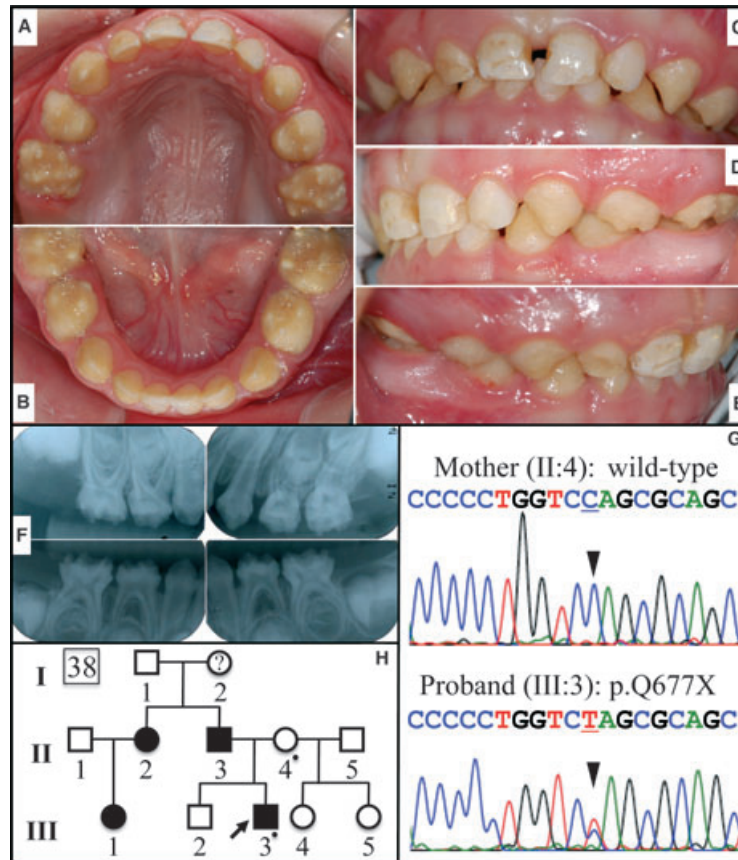 A
C
D
B
E
F
G
Mother (II:4): wild-type
CCCCCTGGTCCAGCGCAGC
Proband (III:3): p.Q677X
CCCCCTGGTCTAGCGCAGC
H
I 38 ?
1 2
II
1 2 3 4 5
III
1 2 3 4 5